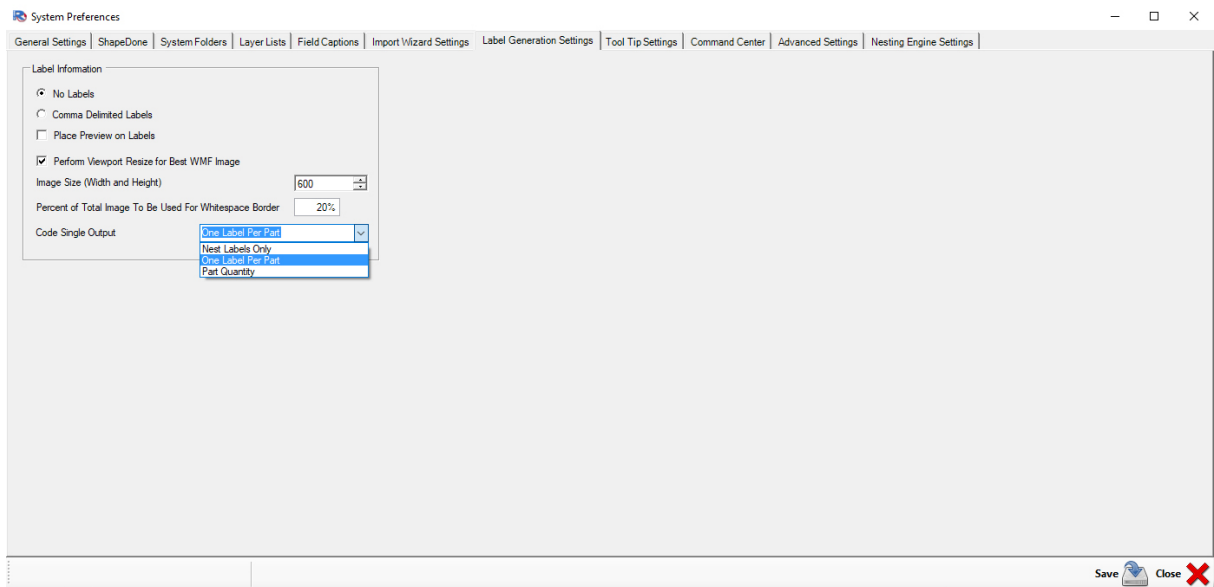 System Preferences
General Settings ShapeDone System Folders Layer Lists Field Captions Import Wizard Settings Label Generation Settings Tool Tip Settings Command Center Advanced Settings Nesting Engine Settings
Label Information
No Labels
Comma Delimited Labels
Place Preview on Labels
Perform Viewport Resize for Best WMF Image
Image Size (Width and Height) 600
Percent of Total Image To Be Used For Whitespace Border 20%
Code Single Output One Label Per Part
Nest Labels Only
One Label Per Part
Part Quantity
Save Close